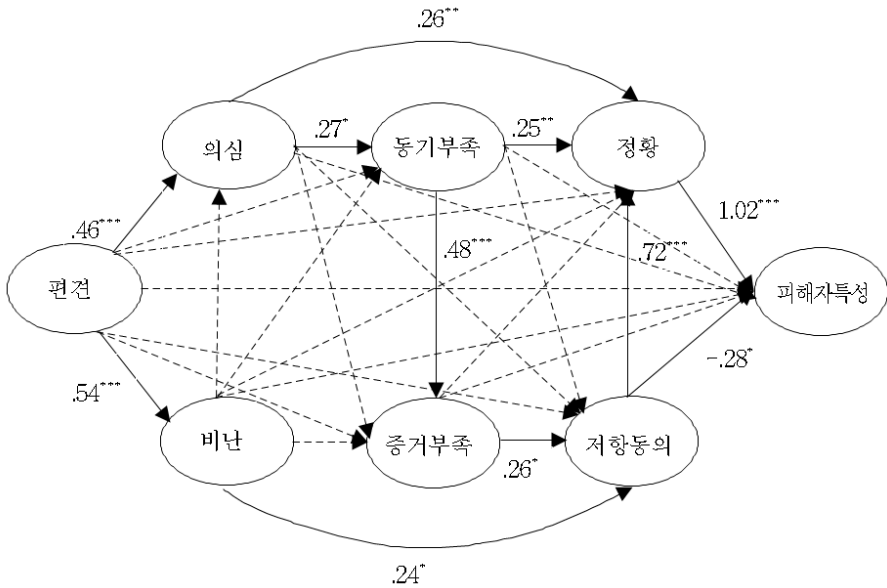 .26**
의심
.27*
동기부족
.25**
정황
.46***
.48***
.72***
1.02***
편견
피해자특성
.54***
-.28*
비난
증거부족
.26*
저항동의
.24*